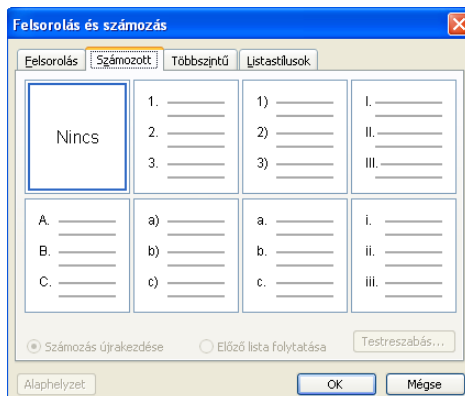 Felsorolás és számozás
Felsorolás Számozott Többszintű Listastílusok
Nincs
1.
2.
3.
1)
2)
3)
I.
II.
III.
A.
B.
C.
a)
b)
c)
a.
b.
c.
i.
ii.
iii.
Számozás újrakezdése Előző lista folytatása Testreszabás...
Alaphelyzet OK Mégse